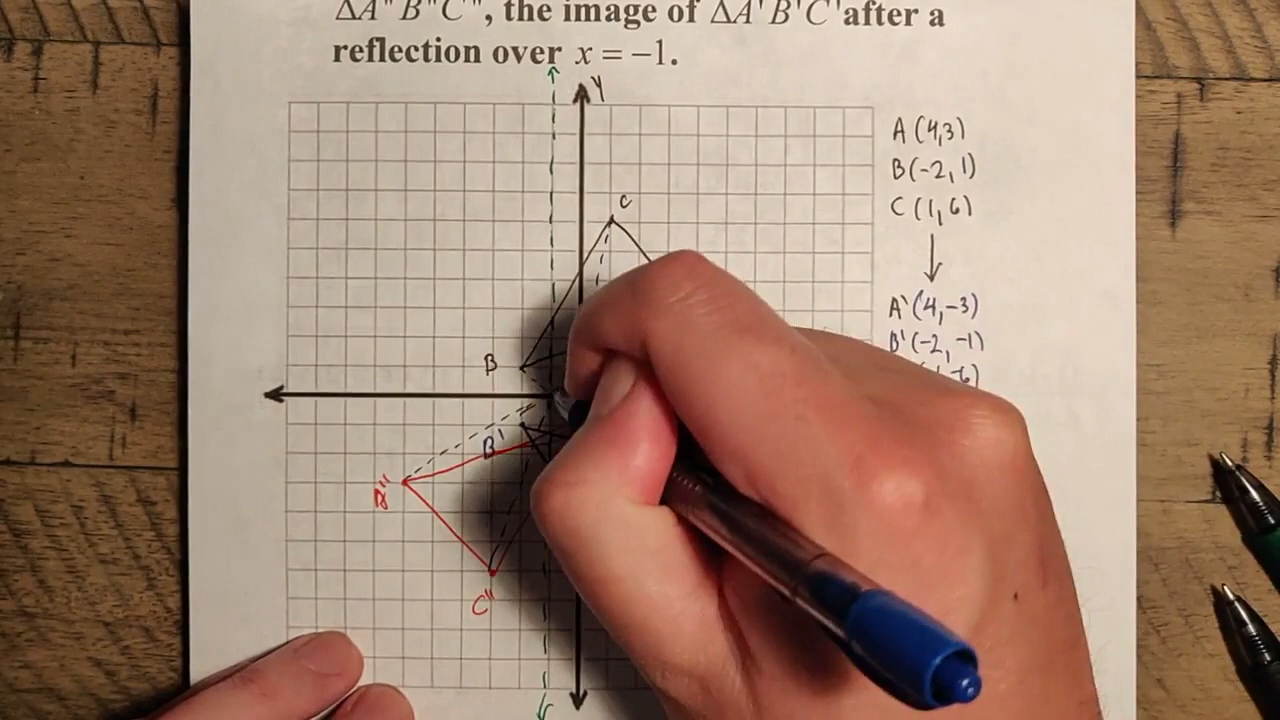 ΔA"B"C", the image of ΔA'B'C' after a
reflection over x = −1.
Y
A (4,3)
C
B (-2, 1)
C (1, 6)
A' (4, -3)
B' (-2, -1)
B
B'
C"